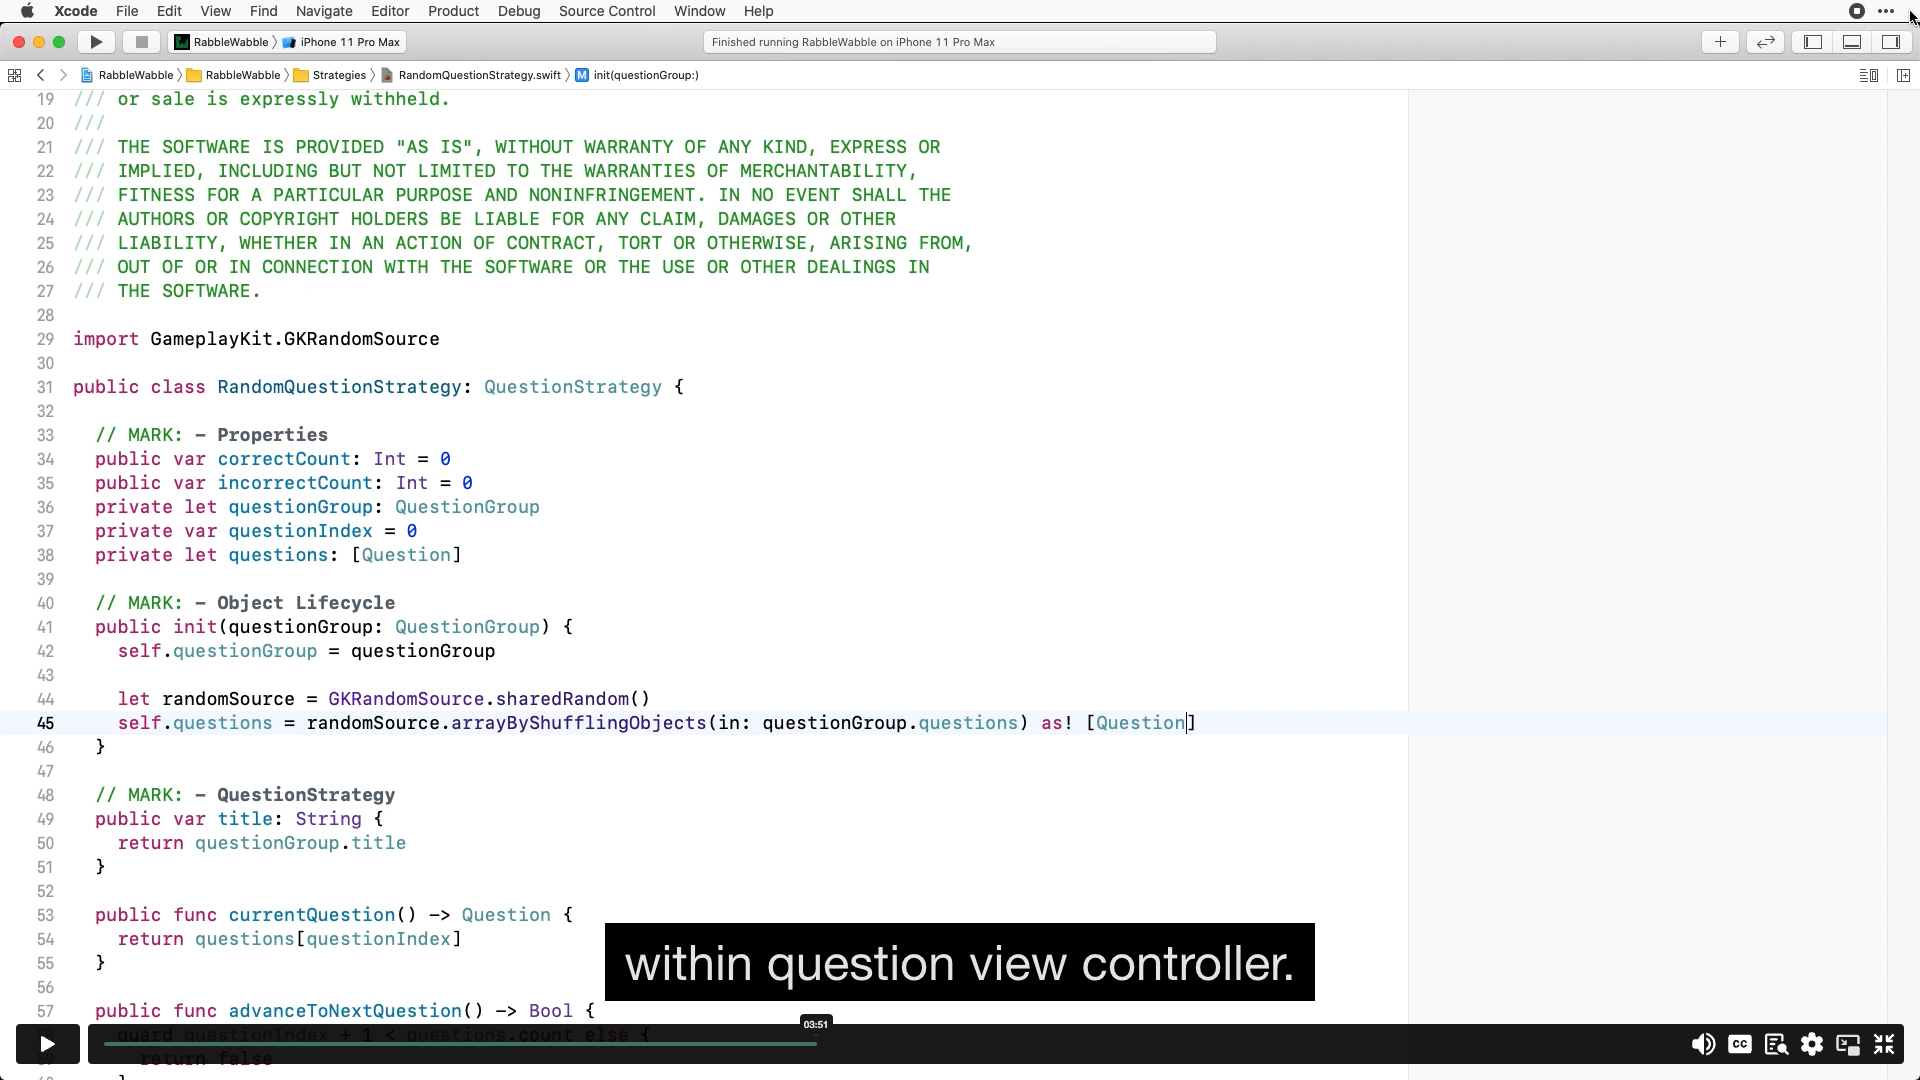 Xcode File Edit View Find Navigate Editor Product Debug Source Control Window Help
RabbleWabble iPhone 11 Pro Max
Finished running RabbleWabble on iPhone 11 Pro Max
RabbleWabble RabbleWabble Strategies RandomQuestionStrategy.swift M init(questionGroup:)
19 /// or sale is expressly withheld.
20 ///
21 /// THE SOFTWARE IS PROVIDED "AS IS", WITHOUT WARRANTY OF ANY KIND, EXPRESS OR
22 /// IMPLIED, INCLUDING BUT NOT LIMITED TO THE WARRANTIES OF MERCHANTABILITY,
23 /// FITNESS FOR A PARTICULAR PURPOSE AND NONINFRINGEMENT. IN NO EVENT SHALL THE
24 /// AUTHORS OR COPYRIGHT HOLDERS BE LIABLE FOR ANY CLAIM, DAMAGES OR OTHER
25 /// LIABILITY, WHETHER IN AN ACTION OF CONTRACT, TORT OR OTHERWISE, ARISING FROM,
26 /// OUT OF OR IN CONNECTION WITH THE SOFTWARE OR THE USE OR OTHER DEALINGS IN
27 /// THE SOFTWARE.
28
29 import GameplayKit.GKRandomSource
30
31 public class RandomQuestionStrategy: QuestionStrategy {
32
33 // MARK: - Properties
34 public var correctCount: Int = 0
35 public var incorrectCount: Int = 0
36 private let questionGroup: QuestionGroup
37 private var questionIndex = 0
38 private let questions: [Question]
39
40 // MARK: - Object Lifecycle
41 public init(questionGroup: QuestionGroup) {
42 self.questionGroup = questionGroup
43
44 let randomSource = GKRandomSource.sharedRandom()
45 self.questions = randomSource.arrayByShufflingObjects(in: questionGroup.questions) as! [Question]
46 }
47
48 // MARK: - QuestionStrategy
49 public var title: String {
50 return questionGroup.title
51 }
52
53 public func currentQuestion() -> Question {
54 return questions[questionIndex]
55 }
56
57 public func advanceToNextQuestion() -> Bool {
guard questionIndex + 1 < questions.count else {
return false
within question view controller.
03:51
CC